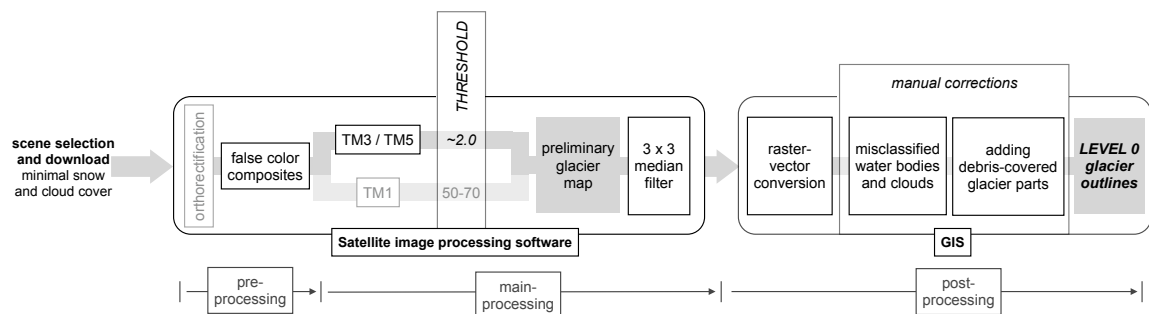 scene selection
and download
minimal snow
and cloud cover
orthorectification
false color
composites
THRESHOLD
TM3 / TM5
~2.0
TM1
50-70
preliminary
glacier
map
3 x 3
median
filter
Satellite image processing software
manual corrections
raster-
vector
conversion
misclassified
water bodies
and clouds
adding
debris-covered
glacier parts
LEVEL 0
glacier
outlines
GIS
pre-
processing
main-
processing
post-
processing